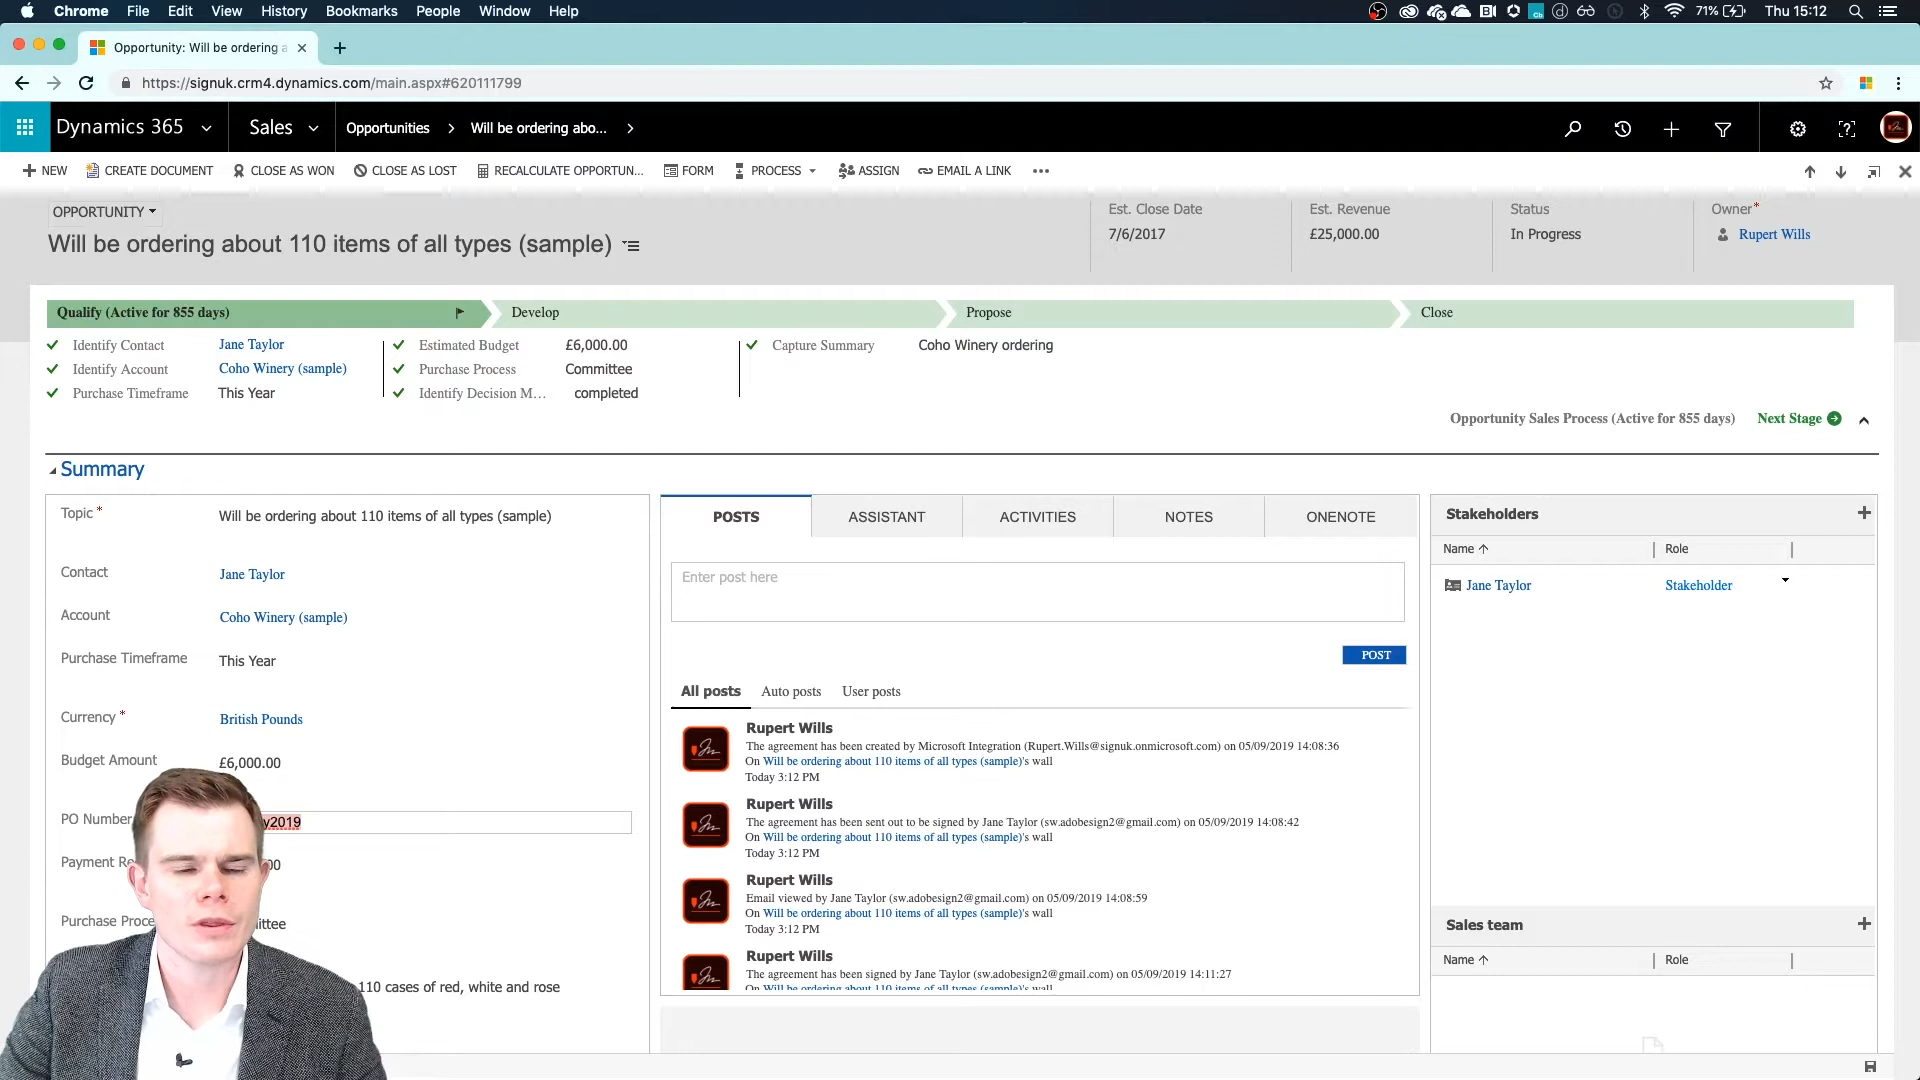 Chrome File Edit View History Bookmarks People Window Help 71% Thu 15:12
Opportunity: Will be ordering a
https://signuk.crm4.dynamics.com/main.aspx#620111799
Dynamics 365 Sales Opportunities Will be ordering abo...
NEW CREATE DOCUMENT CLOSE AS WON CLOSE AS LOST RECALCULATE OPPORTUN... FORM PROCESS ASSIGN EMAIL A LINK
OPPORTUNITY
Will be ordering about 110 items of all types (sample)
Est. Close Date
7/6/2017
Est. Revenue
£25,000.00
Status
In Progress
Owner*
Rupert Wills
Qualify (Active for 855 days) Develop Propose Close
Identify Contact Jane Taylor
Identify Account Coho Winery (sample)
Purchase Timeframe This Year
Estimated Budget £6,000.00
Purchase Process Committee
Identify Decision M... completed
Capture Summary Coho Winery ordering
Opportunity Sales Process (Active for 855 days) Next Stage
Summary
Topic* Will be ordering about 110 items of all types (sample)
Contact Jane Taylor
Account Coho Winery (sample)
Purchase Timeframe This Year
Currency* British Pounds
Budget Amount £6,000.00
PO Number y2019
Payment
Purchase
110 cases of red, white and rose
POSTS ASSISTANT ACTIVITIES NOTES ONENOTE
Enter post here
POST
All posts Auto posts User posts
Rupert Wills
The agreement has been created by Microsoft Integration (Rupert.Wills@signuk.onmicrosoft.com) on 05/09/2019 14:08:36
On Will be ordering about 110 items of all types (sample)'s wall
Today 3:12 PM
Rupert Wills
The agreement has been sent out to be signed by Jane Taylor (sw.adobesign2@gmail.com) on 05/09/2019 14:08:42
On Will be ordering about 110 items of all types (sample)'s wall
Today 3:12 PM
Rupert Wills
Email viewed by Jane Taylor (sw.adobesign2@gmail.com) on 05/09/2019 14:08:59
On Will be ordering about 110 items of all types (sample)'s wall
Today 3:12 PM
Rupert Wills
The agreement has been signed by Jane Taylor (sw.adobesign2@gmail.com) on 05/09/2019 14:11:27
On Will be ordering about 110 items of all types (sample)'s wall
Stakeholders
Name Role
Jane Taylor Stakeholder
Sales team
Name Role